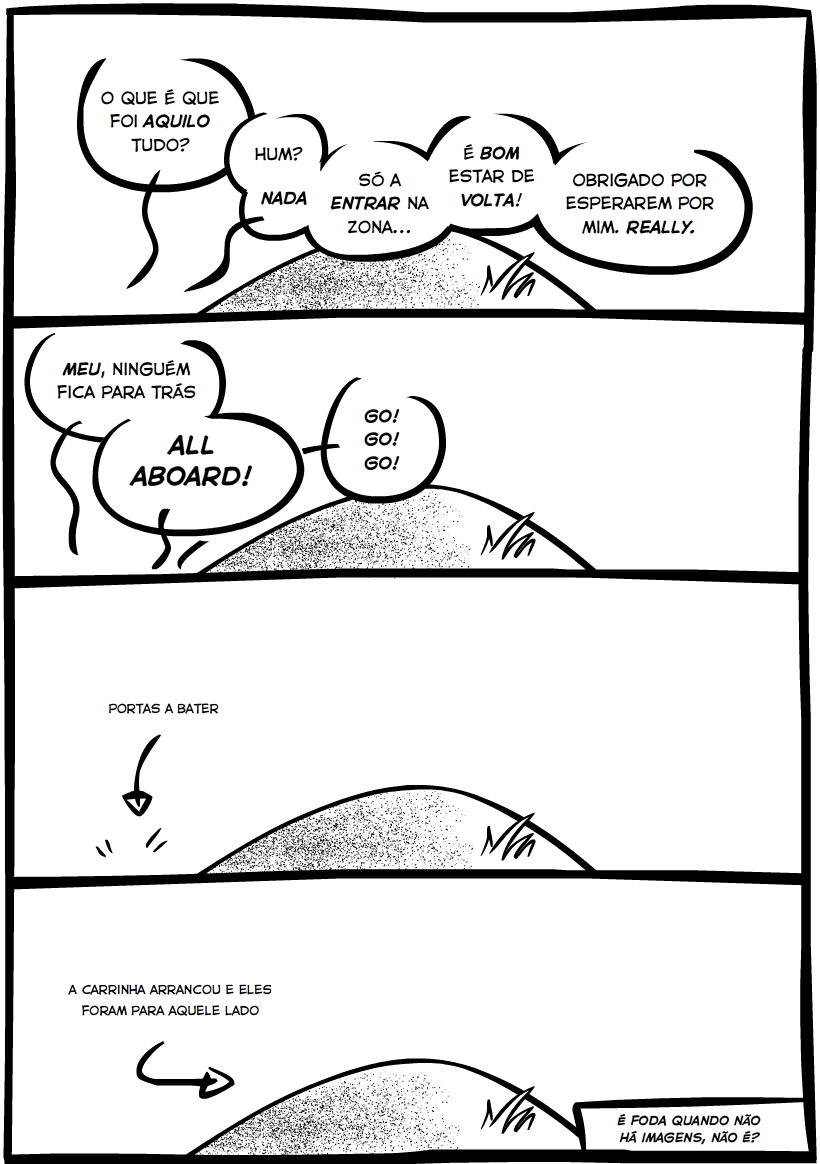 O QUE É QUE
FOI AQUILO
TUDO?
HUM?
NADA
SÓ A
ENTRAR NA
ZONA...
É BOM
ESTAR DE
VOLTA!
OBRIGADO POR
ESPERAREM POR
MIM. REALLY.
MEU, NINGUÉM
FICA PARA TRÁS
ALL
ABOARD!
GO!
GO!
GO!
PORTAS A BATER
A CARRINHA ARRANCOU E ELES
FORAM PARA AQUELE LADO
É FODA QUANDO NÃO
HÁ IMAGENS, NÃO É?